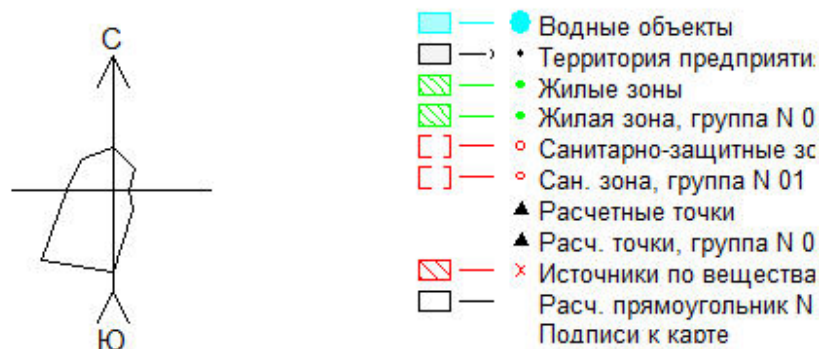 С
Ю
Водные объекты
Территория предприяти
Жилые зоны
Жилая зона, группа N 0
Санитарно-защитные зо
Сан. зона, группа N 01
Расчетные точки
Расч. точки, группа N 0
Источники по вещества
Расч. прямоугольник N
Подписи к карте